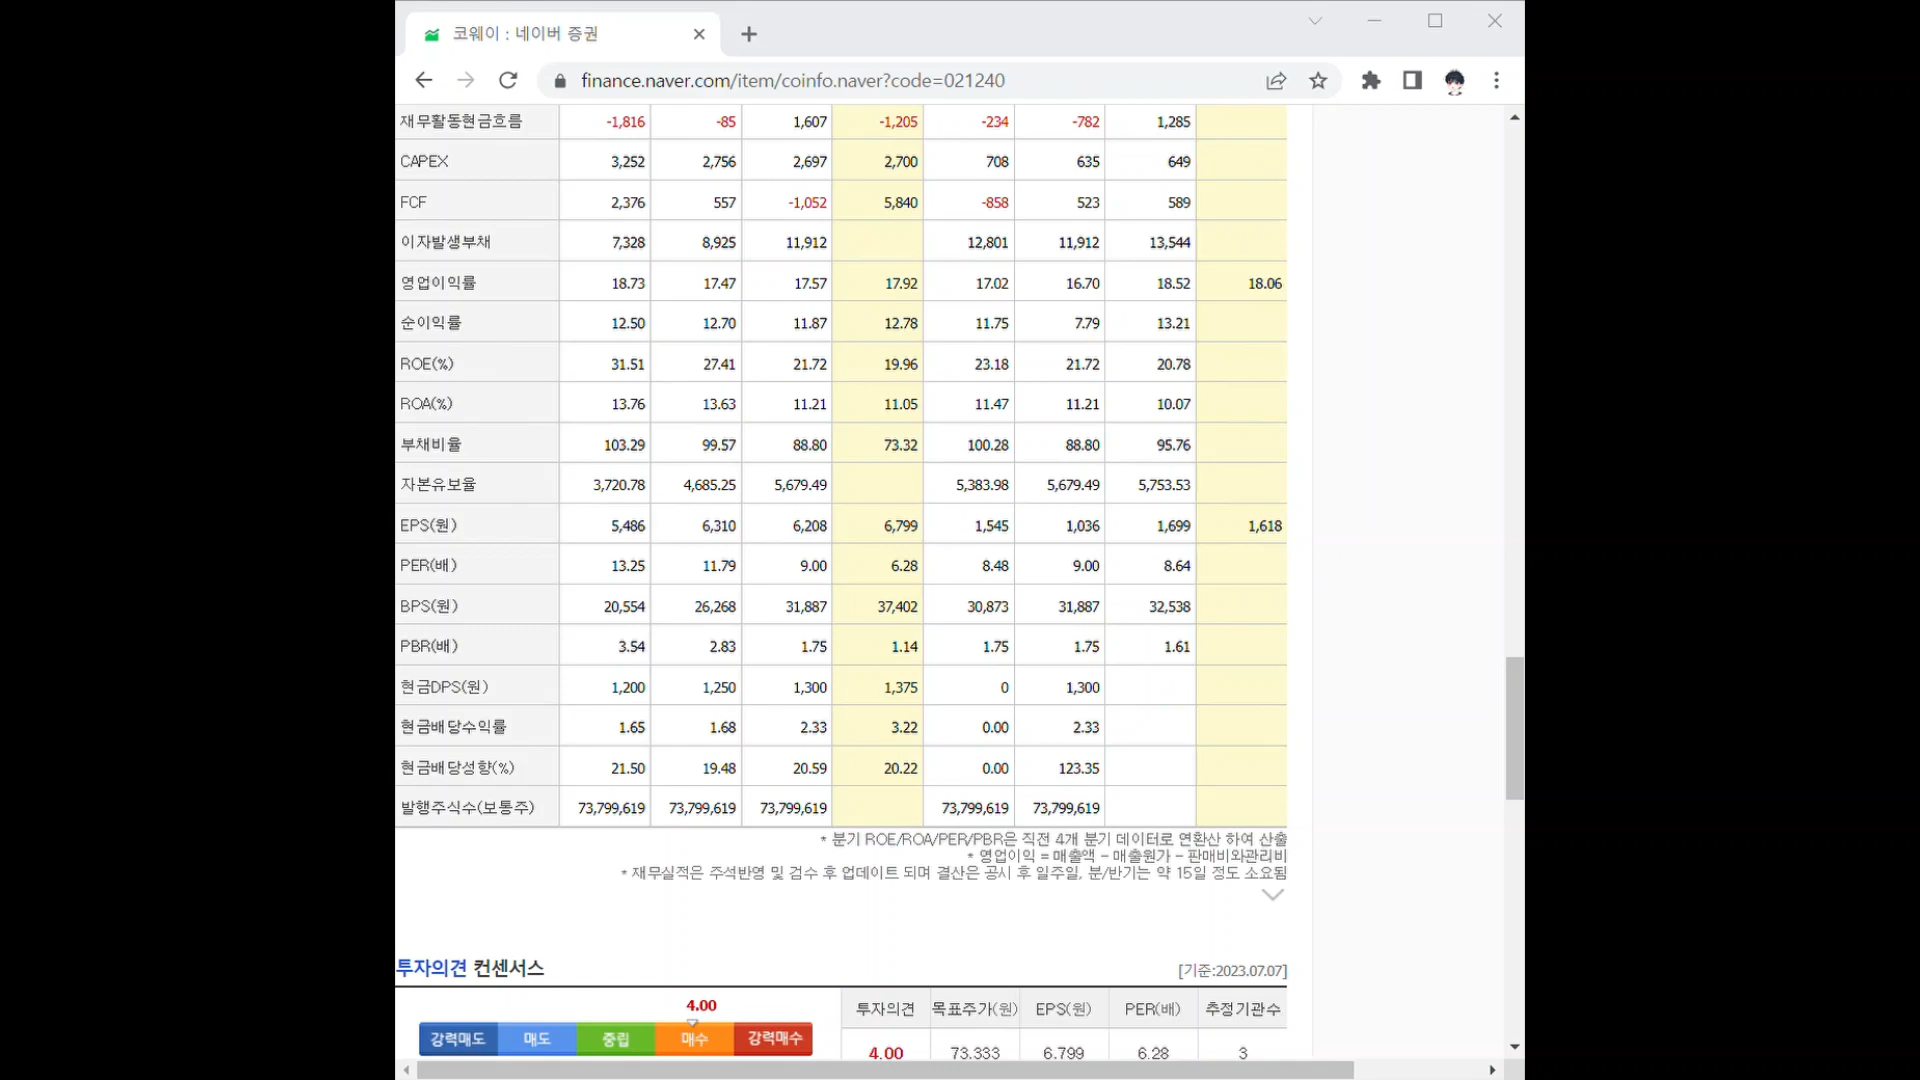 코웨이 : 네이버 증권
finance.naver.com/item/coinfo.naver?code=021240
재무활동현금흐름 -1,816 -85 1,607 -1,205 -234 -782 1,285
CAPEX 3,252 2,756 2,697 2,700 708 635 649
FCF 2,376 557 -1,052 5,840 -858 523 589
이자발생부채 7,328 8,925 11,912 12,801 11,912 13,544
영업이익률 18.73 17.47 17.57 17.92 17.02 16.70 18.52 18.06
순이익률 12.50 12.70 11.87 12.78 11.75 7.79 13.21
ROE(%) 31.51 27.41 21.72 19.96 23.18 21.72 20.78
ROA(%) 13.76 13.63 11.21 11.05 11.47 11.21 10.07
부채비율 103.29 99.57 88.80 73.32 100.28 88.80 95.76
자본유보율 3,720.78 4,685.25 5,679.49 5,383.98 5,679.49 5,753.53
EPS(원) 5,486 6,310 6,208 6,799 1,545 1,036 1,699 1,618
PER(배) 13.25 11.79 9.00 6.28 8.48 9.00 8.64
BPS(원) 20,554 26,268 31,887 37,402 30,873 31,887 32,538
PBR(배) 3.54 2.83 1.75 1.14 1.75 1.75 1.61
현금DPS(원) 1,200 1,250 1,300 1,375 0 1,300
현금배당수익률 1.65 1.68 2.33 3.22 0.00 2.33
현금배당성향(%) 21.50 19.48 20.59 20.22 0.00 123.35
발행주식수(보통주) 73,799,619 73,799,619 73,799,619 73,799,619 73,799,619
* 분기 ROE/ROA/PER/PBR은 직전 4개 분기 데이터로 연환산 하여 산출
* 영업이익 = 매출액 - 매출원가 - 판매비와관리비
* 재무실적은 주석반영 및 검수 후 업데이트 되며 결산은 공시 후 일주일, 분/반기는 약 15일 정도 소요됨
투자의견 컨센서스 [기준:2023.07.07]
4.00
강력매도 매도 중립 매수 강력매수
투자의견 목표주가(원) EPS(원) PER(배) 추정기관수
4.00 73,333 6,799 6.28 3